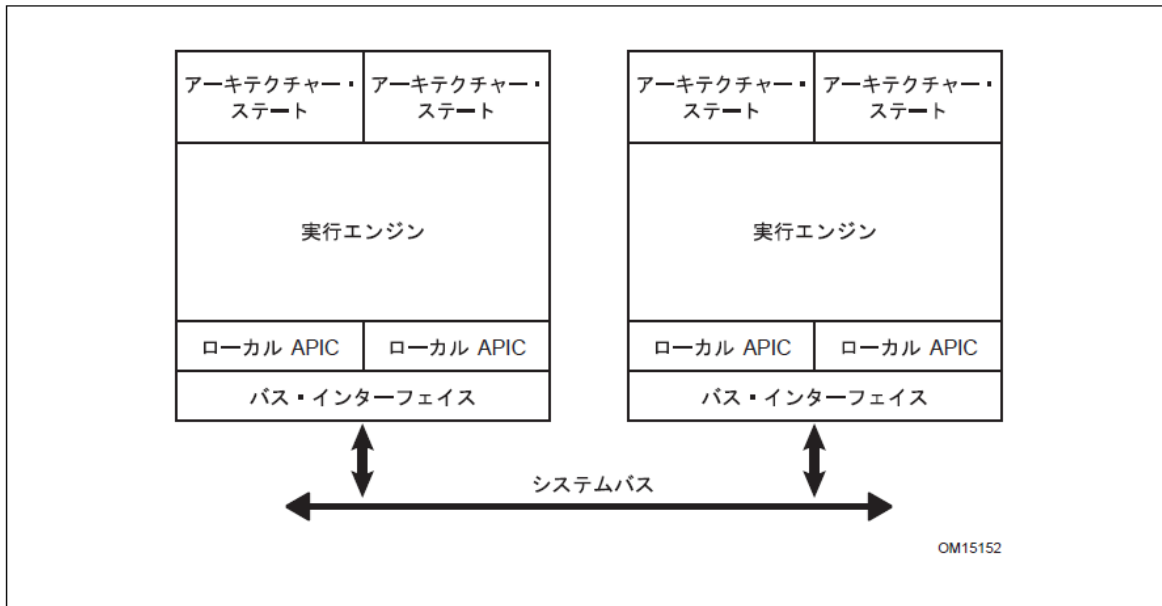 アーキテクチャー・
ステート
アーキテクチャー・
ステート
アーキテクチャー・
ステート
アーキテクチャー・
ステート
実行エンジン
実行エンジン
ローカル APIC
ローカル APIC
ローカル APIC
ローカル APIC
バス・インターフェイス
バス・インターフェイス
システムバス
OM15152